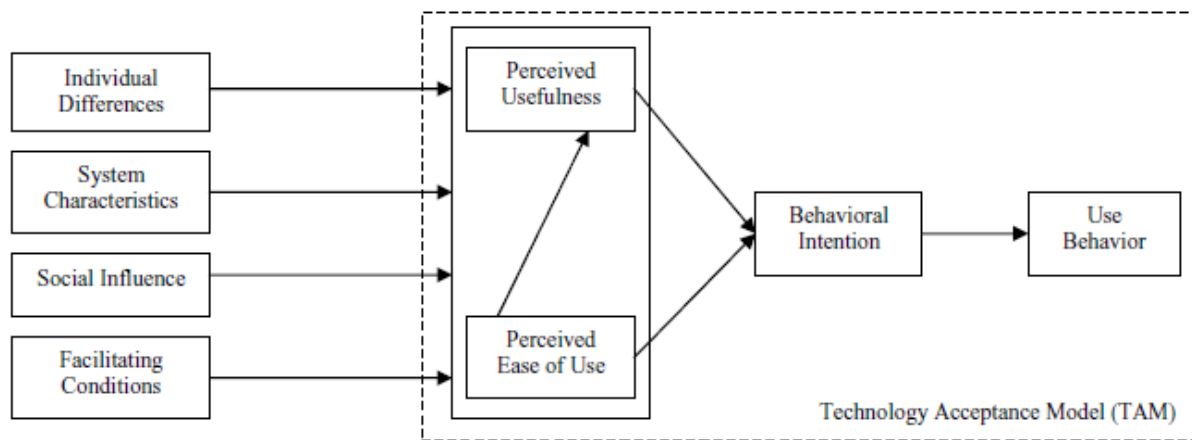 Individual
Differences
System
Characteristics
Social Influence
Facilitating
Conditions
Perceived
Usefulness
Perceived
Ease of Use
Behavioral
Intention
Use
Behavior
Technology Acceptance Model (TAM)